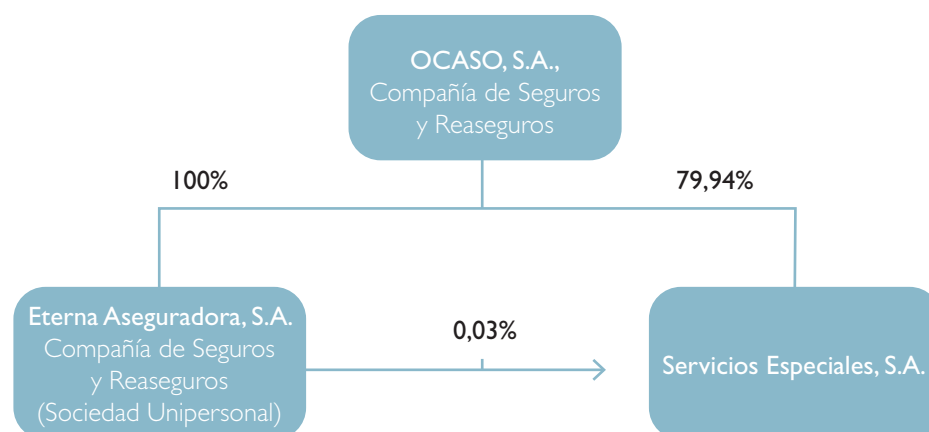 OCASO, S.A.,
Compañía de Seguros
y Reaseguros
100%
79,94%
Eterna Aseguradora, S.A.
Compañía de Seguros
y Reaseguros
(Sociedad Unipersonal)
0,03%
Servicios Especiales, S.A.